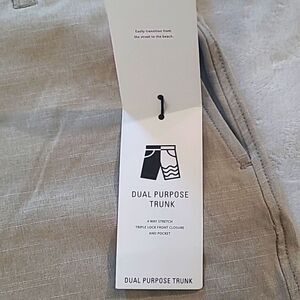 Easily transition from
the street to the beach.
DUAL PURPOSE
TRUNK
4 WAY STRETCH
TRIPLE LOCK FRONT CLOSURE
AND POCKET
DUAL PURPOSE TRUNK